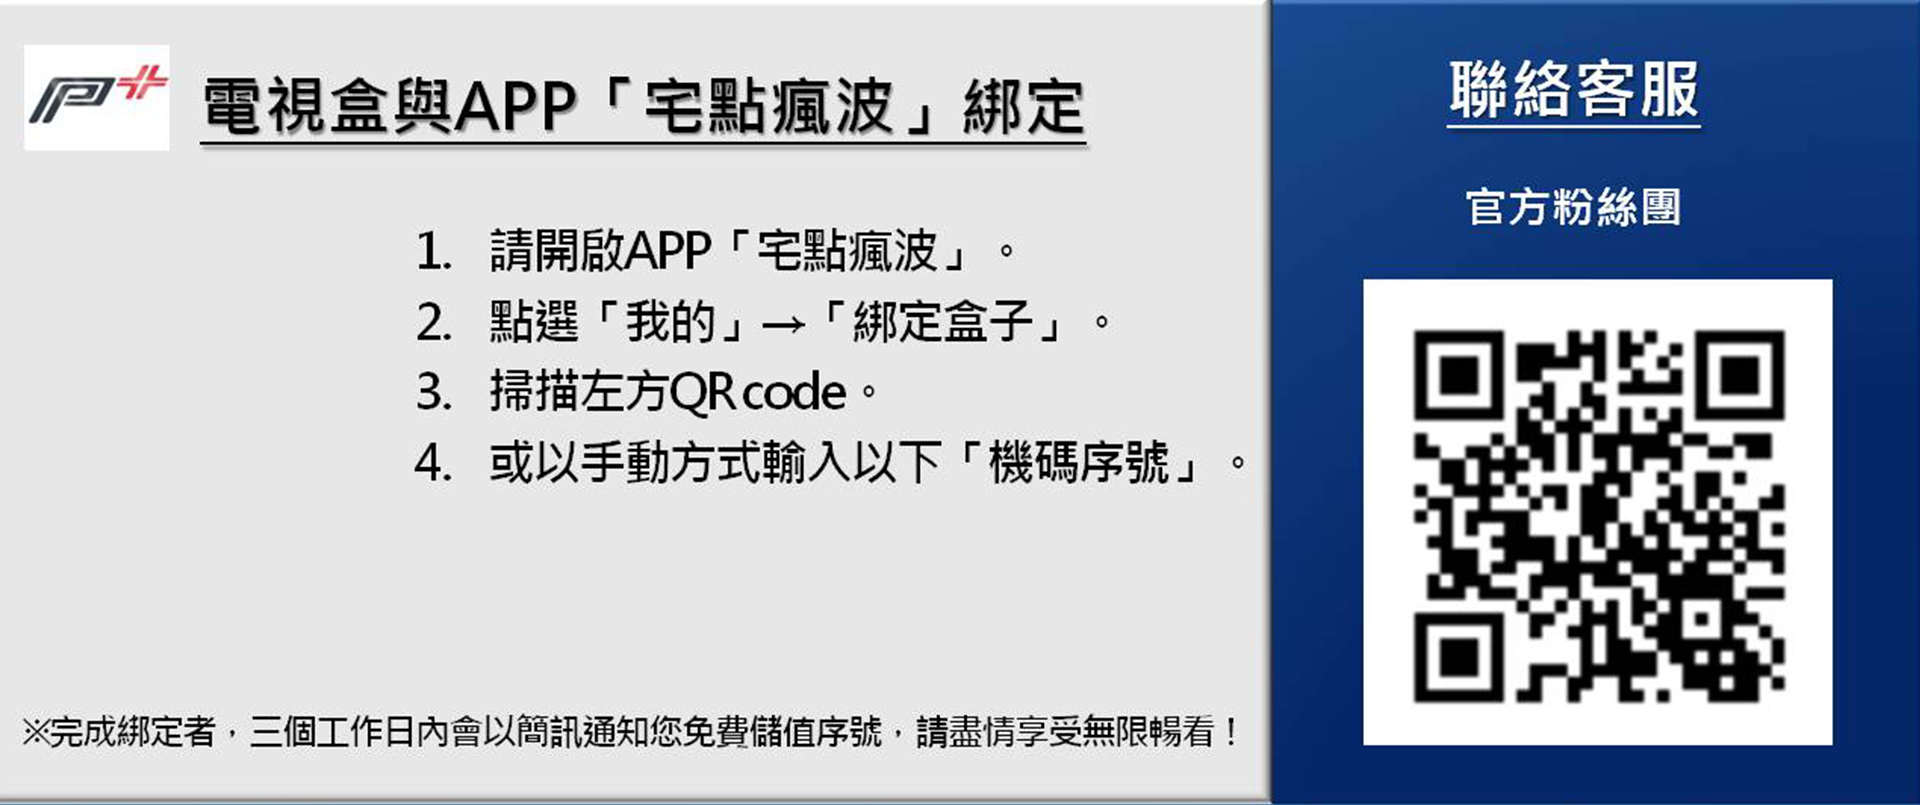 P+
電視盒與APP「宅點瘋波」綁定
1. 請開啟APP「宅點瘋波」。
2. 點選「我的」→「綁定盒子」。
3. 掃描左方QR code。
4. 或以手動方式輸入以下「機碼序號」。
※完成綁定者，三個工作日內會以簡訊通知您免費儲值序號，請盡情享受無限暢看！
聯絡客服
官方粉絲團